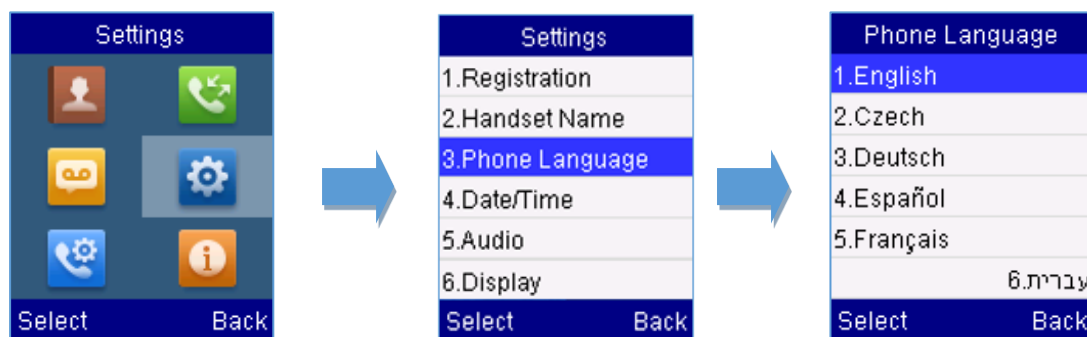 Settings
Select Back
Settings
1.Registration
2.Handset Name
3.Phone Language
4.Date/Time
5.Audio
6.Display
Select Back
Phone Language
1.English
2.Czech
3.Deutsch
4.Español
5.Français
6.עברית
Select Back